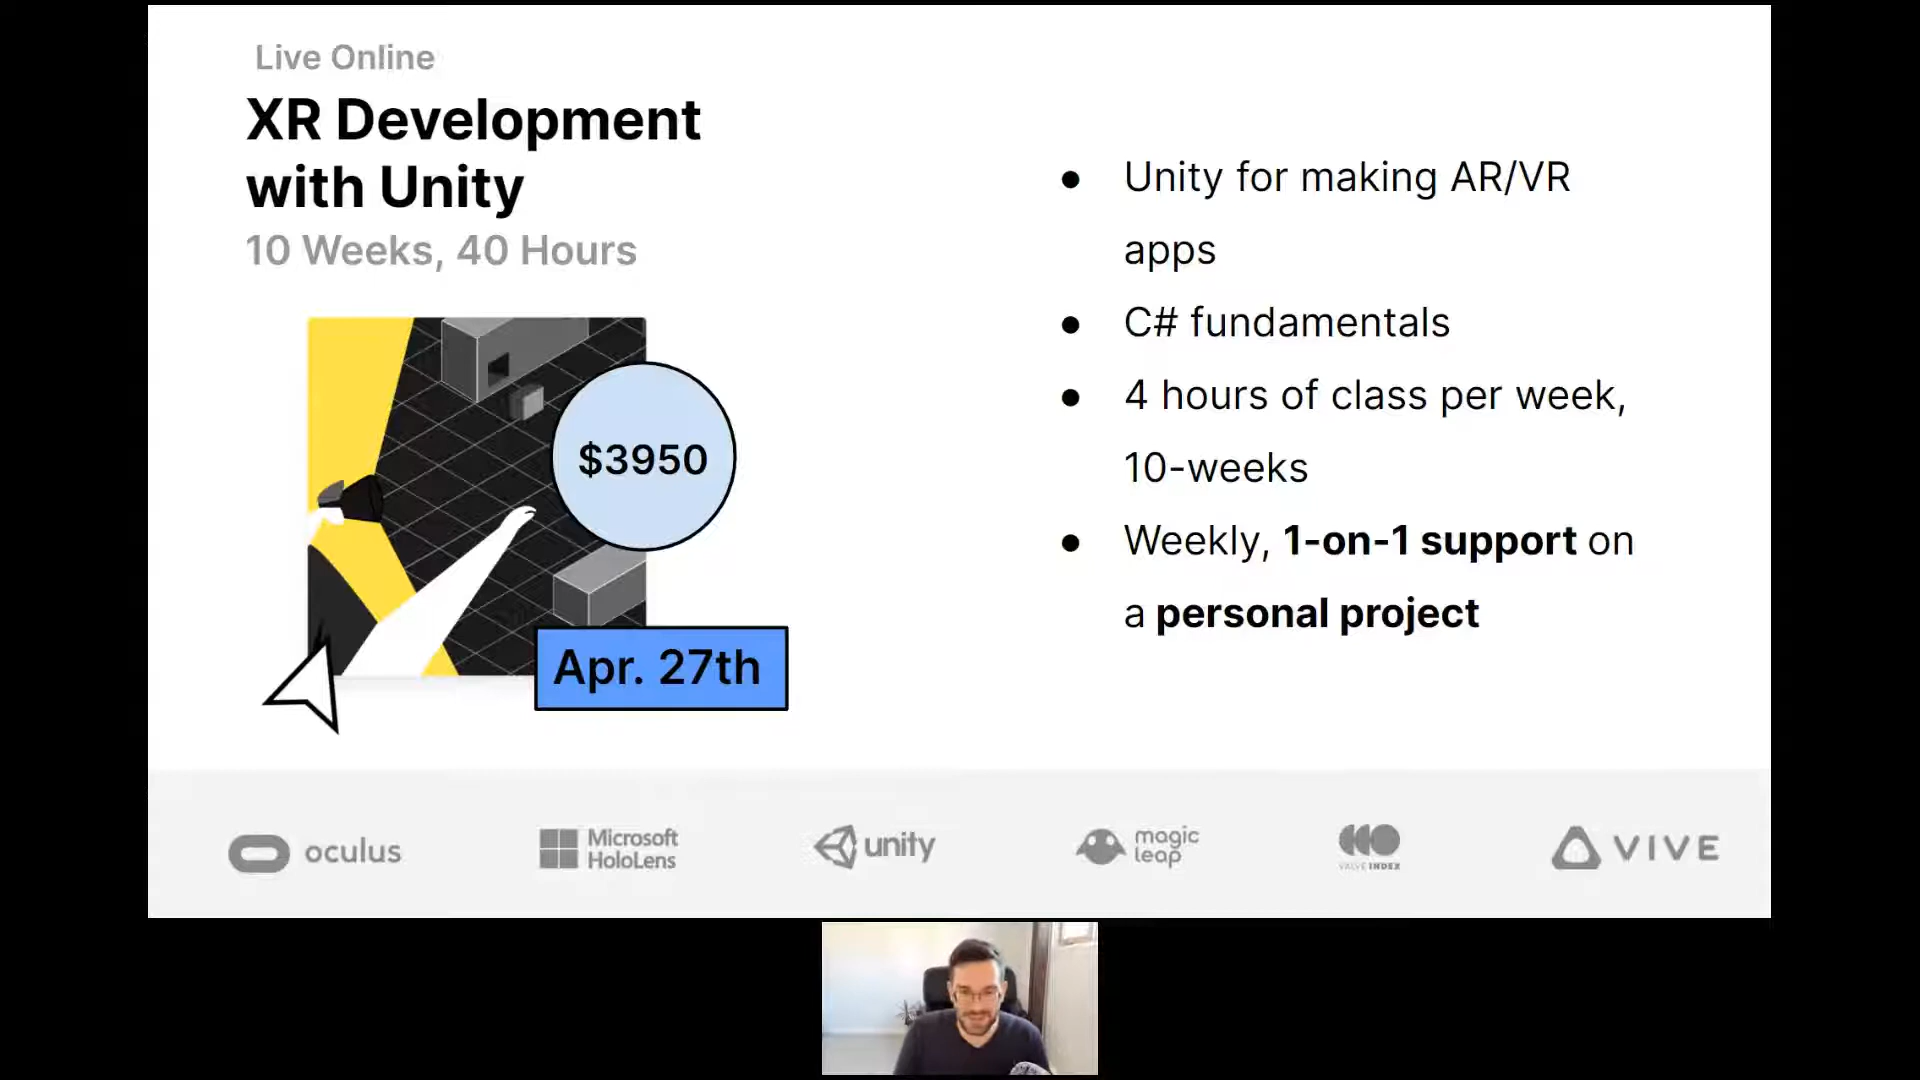 Live Online
XR Development
with Unity
10 Weeks, 40 Hours
$3950
Apr. 27th
● Unity for making AR/VR
apps
● C# fundamentals
● 4 hours of class per week,
10-weeks
● Weekly, 1-on-1 support on
a personal project
oculus
Microsoft
HoloLens
unity
magic
leap
VALVE INDEX
VIVE